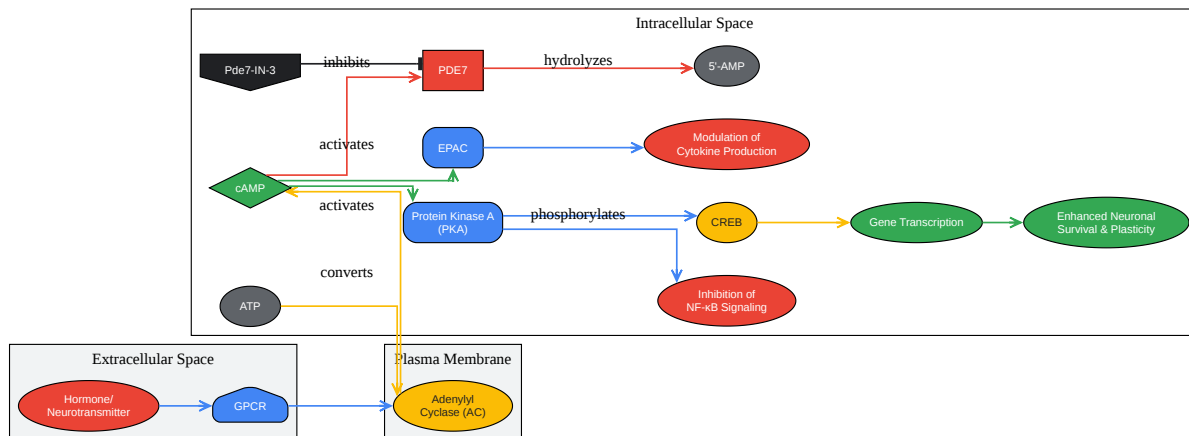 Intracellular Space
Pde7-IN-3
inhibits
PDE7
hydrolyzes
5'-AMP
activates
EPAC
Modulation of
Cytokine Production
cAMP
activates
Protein Kinase A
(PKA)
phosphorylates
CREB
Gene Transcription
Enhanced Neuronal
Survival & Plasticity
converts
ATP
Inhibition of
NF-κB Signaling
Extracellular Space
Plasma Membrane
Hormone/
Neurotransmitter
GPCR
Adenylyl
Cyclase (AC)